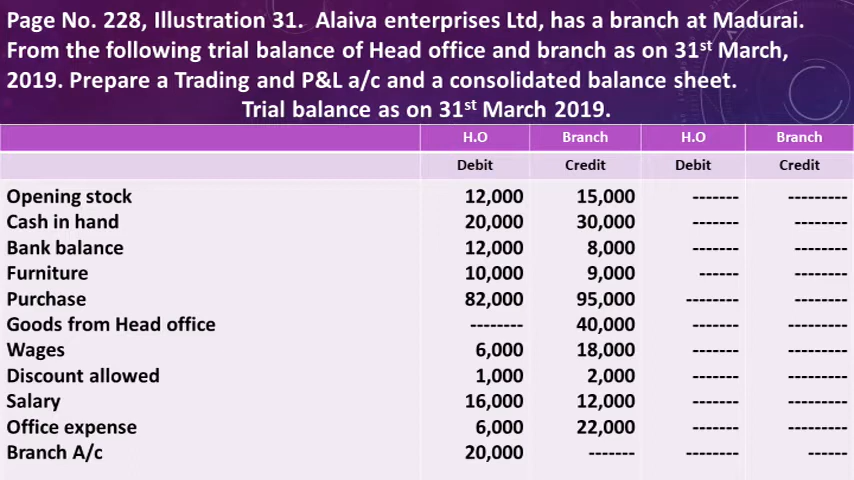 Page No. 228, Illustration 31. Alaiva enterprises Ltd, has a branch at Madurai.
From the following trial balance of Head office and branch as on 31st March,
2019. Prepare a Trading and P&L a/c and a consolidated balance sheet.
Trial balance as on 31st March 2019.
H.O Branch H.O Branch
Debit Credit Debit Credit
Opening stock 12,000 15,000 ------- ---------
Cash in hand 20,000 30,000 ------- --------
Bank balance 12,000 8,000 ------- --------
Furniture 10,000 9,000 ------ --------
Purchase 82,000 95,000 -------- --------
Goods from Head office -------- 40,000 ------- ---------
Wages 6,000 18,000 ------- ---------
Discount allowed 1,000 2,000 ------- ---------
Salary 16,000 12,000 ------- ---------
Office expense 6,000 22,000 ------- ---------
Branch A/c 20,000 ------- -------- ------